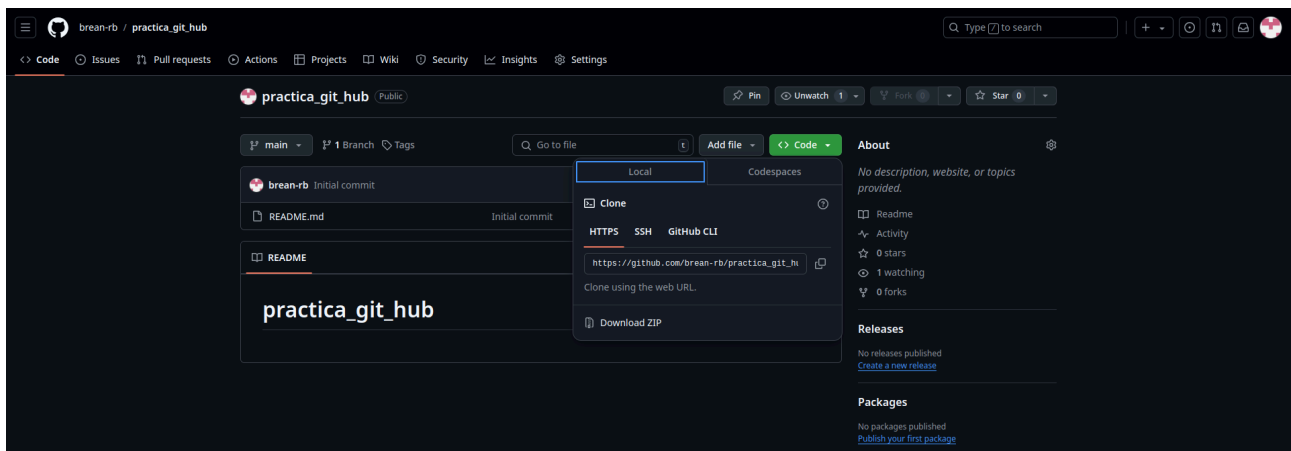 brean-rb / practica_git_hub
Type / to search
Code Issues Pull requests Actions Projects Wiki Security Insights Settings
practica_git_hub Public
Pin Unwatch 1 Fork 0 Star 0
main 1 Branch Tags Go to file t Add file Code
brean-rb Initial commit
README.md Initial commit
README
practica_git_hub
Local Codespaces
Clone
HTTPS SSH GitHub CLI
https://github.com/brean-rb/practica_git_hu
Clone using the web URL.
Download ZIP
About
No description, website, or topics
provided.
Readme
Activity
0 stars
1 watching
0 forks
Releases
No releases published
Create a new release
Packages
No packages published
Publish your first package